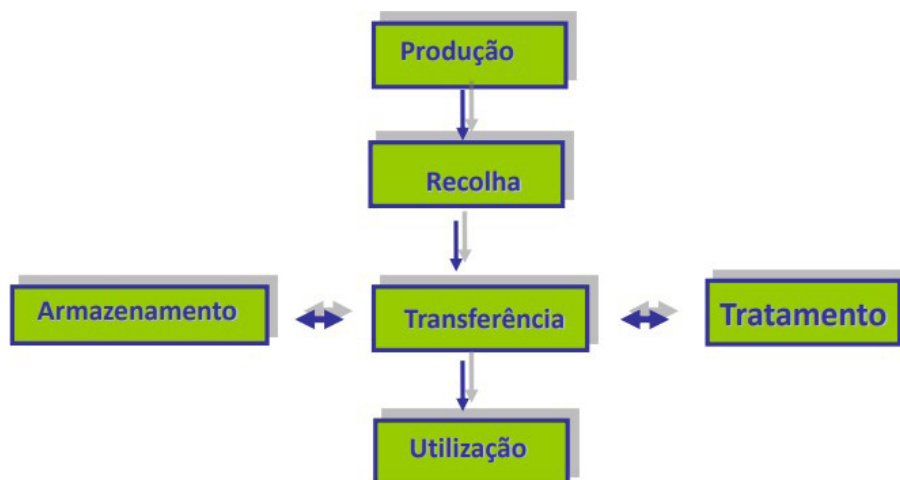 Produção
Recolha
Armazenamento
Transferência
Tratamento
Utilização